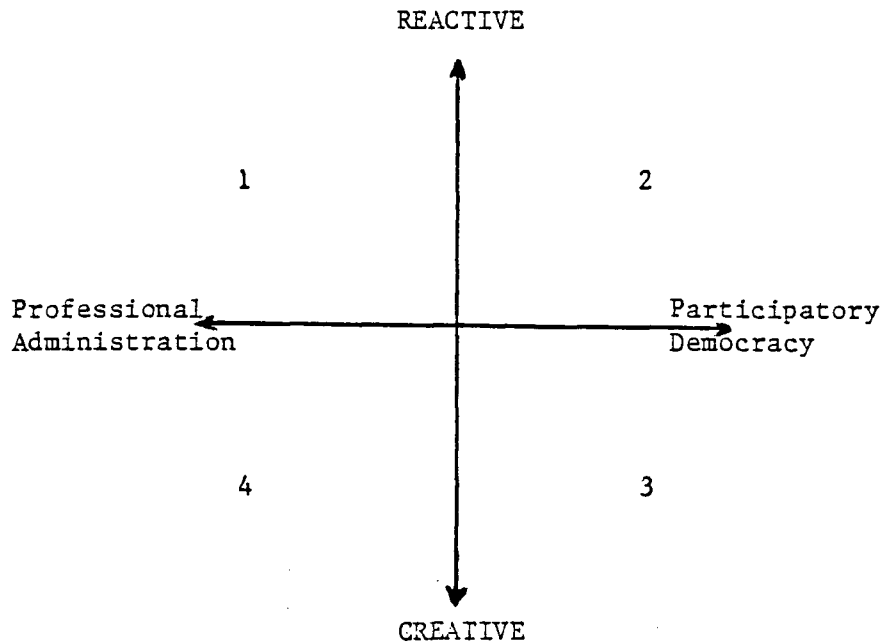 REACTIVE
1 2
Professional Participatory
Administration Democracy
4 3
CREATIVE